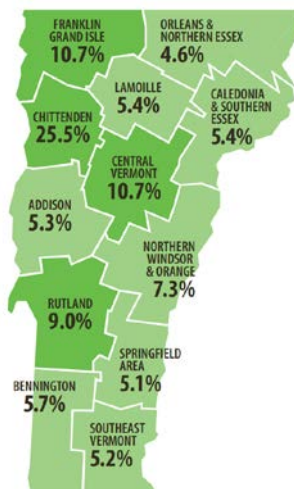 FRANKLIN
GRAND ISLE
10.7%
ORLEANS &
NORTHERN ESSEX
4.6%
LAMOILLE
5.4%
CALEDONIA
& SOUTHERN
ESSEX
5.4%
CHITTENDEN
25.5%
CENTRAL
VERMONT
10.7%
ADDISON
5.3%
NORTHERN
WINDSOR
& ORANGE
7.3%
RUTLAND
9.0%
SPRINGFIELD
AREA
5.1%
BENNINGTON
5.7%
SOUTHEAST
VERMONT
5.2%